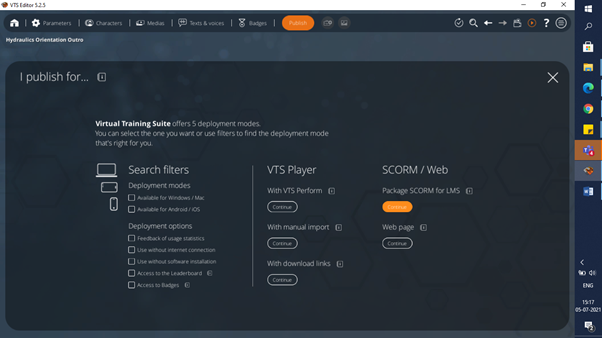 VTS Editor 5.2.5
Parameters
Characters
Medias
Texts & voices
Badges
Publish
Hydraulics Orientation Outro
I publish for...
Virtual Training Suite offers 5 deployment modes.
You can select the one you want or use filters to find the deployment mode
that's right for you.
Search filters
Deployment modes
Available for Windows / Mac
Available for Android / iOS
Deployment options
Feedback of usage statistics
Use without internet connection
Use without software installation
Access to the Leaderboard
Access to Badges
VTS Player
With VTS Perform
Continue
With manual import
Continue
With download links
Continue
SCORM / Web
Package SCORM for LMS
Continue
Web page
Continue
ENG
15:17
05-07-2021